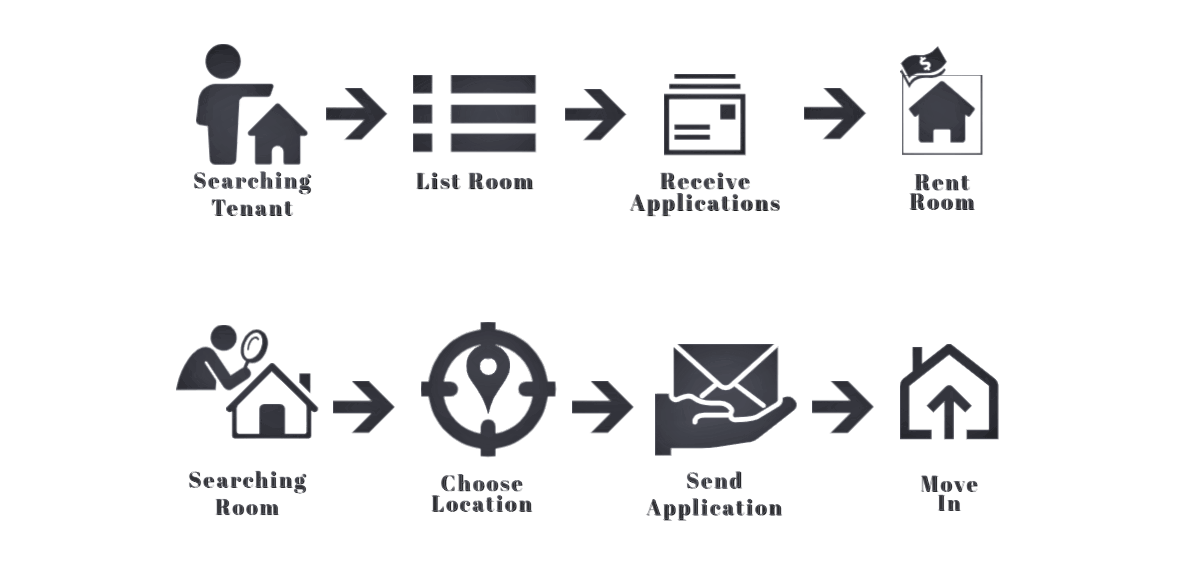 Searching
Tenant
List Room
Receive
Applications
$
Rent
Room
Searching
Room
Choose
Location
Send
Application
Move
In